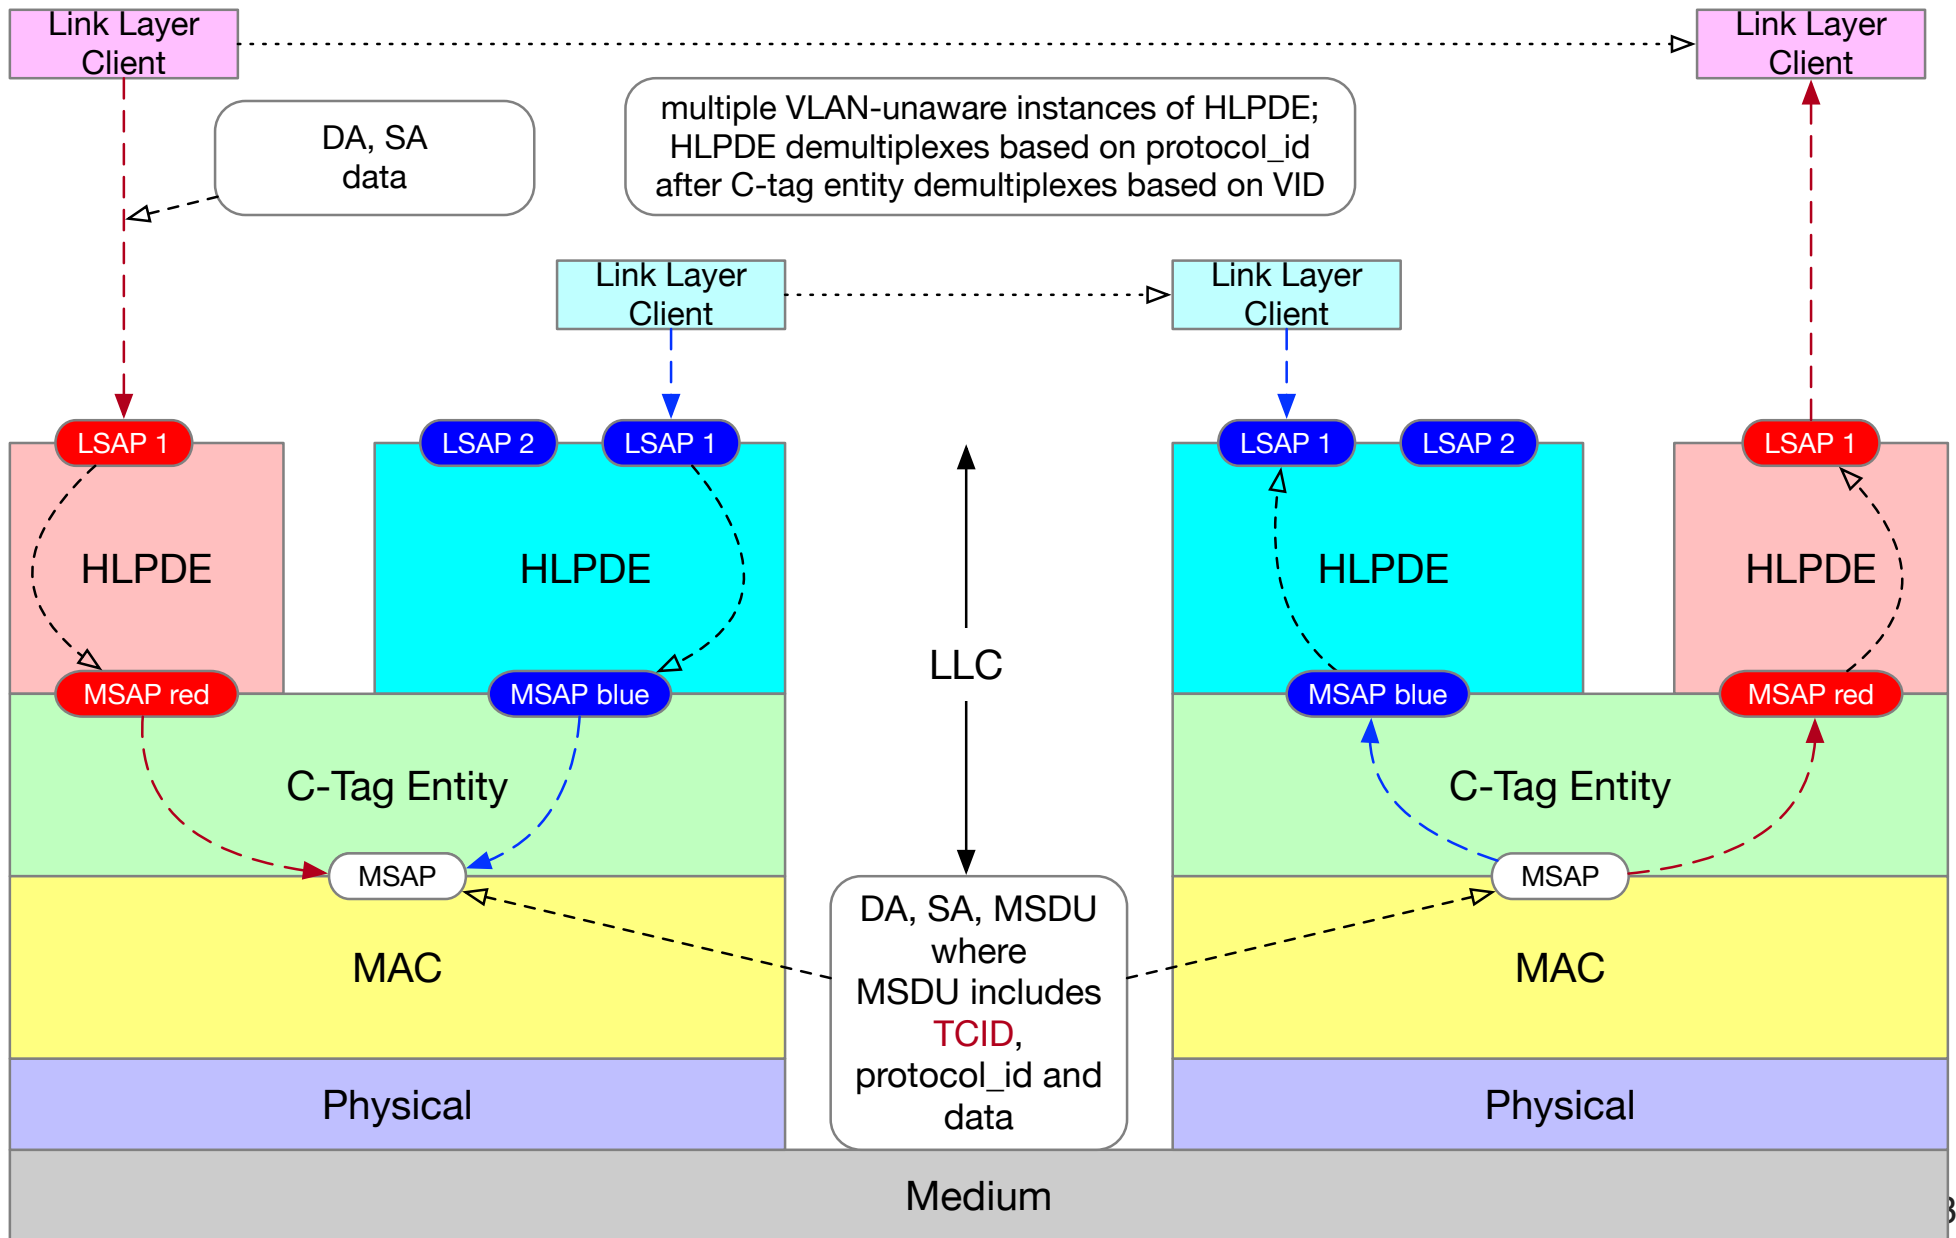 Link Layer
Client
Link Layer
Client
DA, SA
data
multiple VLAN-unaware instances of HLPDE;
HLPDE demultiplexes based on protocol_id
after C-tag entity demultiplexes based on VID
Link Layer
Client
Link Layer
Client
LSAP 1
LSAP 2
LSAP 1
LSAP 1
LSAP 2
LSAP 1
HLPDE
HLPDE
HLPDE
HLPDE
LLC
MSAP red
MSAP blue
MSAP blue
MSAP red
C-Tag Entity
C-Tag Entity
MSAP
MSAP
DA, SA, MSDU
where
MSDU includes
TCID,
protocol_id and
data
MAC
MAC
Physical
Physical
Medium